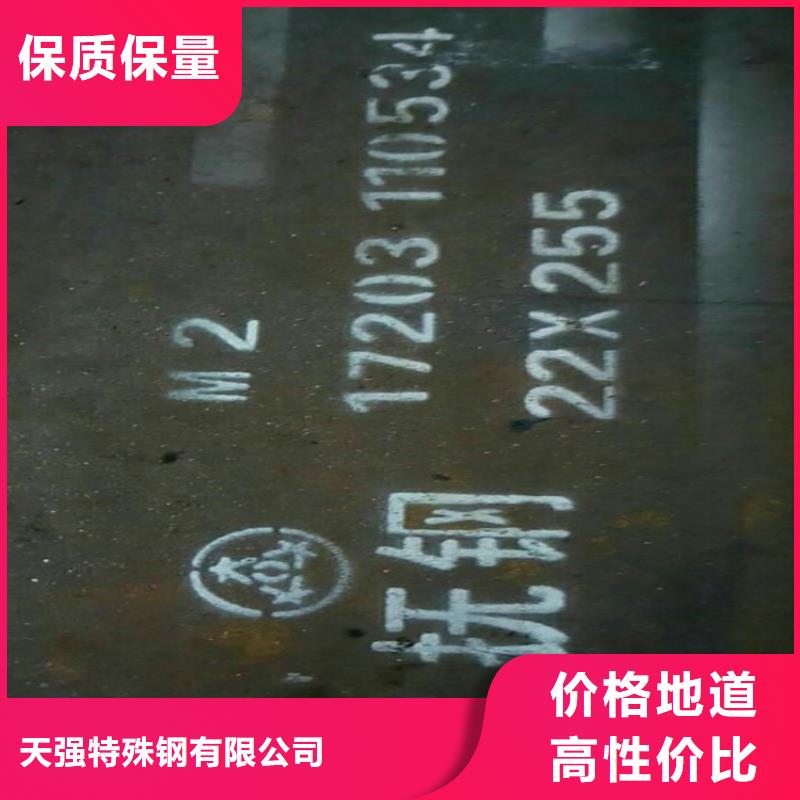 保质保量
M2
17203 110534
22X255
抚钢
天强特殊钢有限公司
价格地道
高性价比